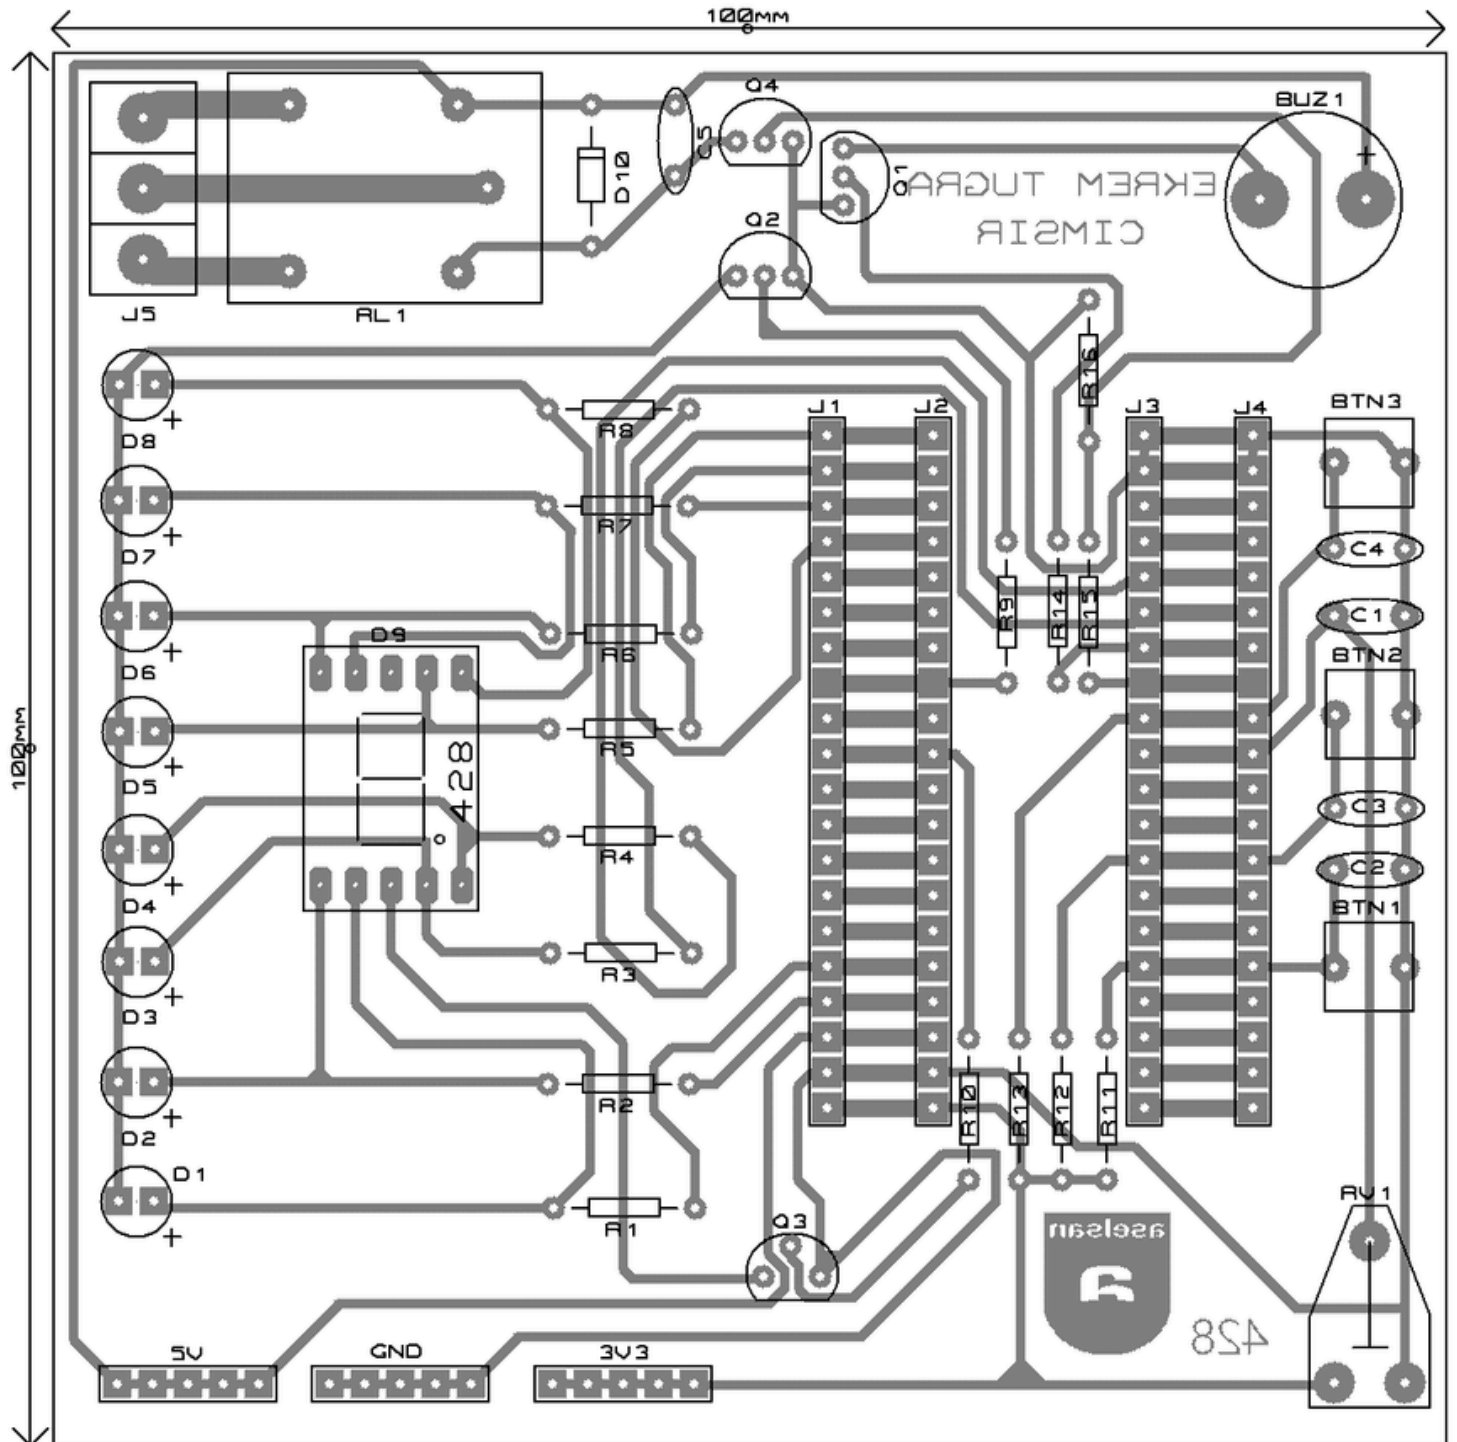 100mm
Q4
BUZ1
+
C5
D10
Q1
EKREM TUGRA
CIMSIR
Q2
J5
RL1
R16
D8
+
R8
J1
J2
J3
J4
BTN3
D7
+
R7
C4
R9
R14
R15
C1
D6
+
D9
R6
BTN2
100mm
D5
+
428
R5
C3
D4
+
R4
C2
BTN1
D3
+
R3
D2
+
R2
R10
R13
R12
R11
D1
+
R1
Q3
RV1
aselsan
a
428
5V
GND
3V3